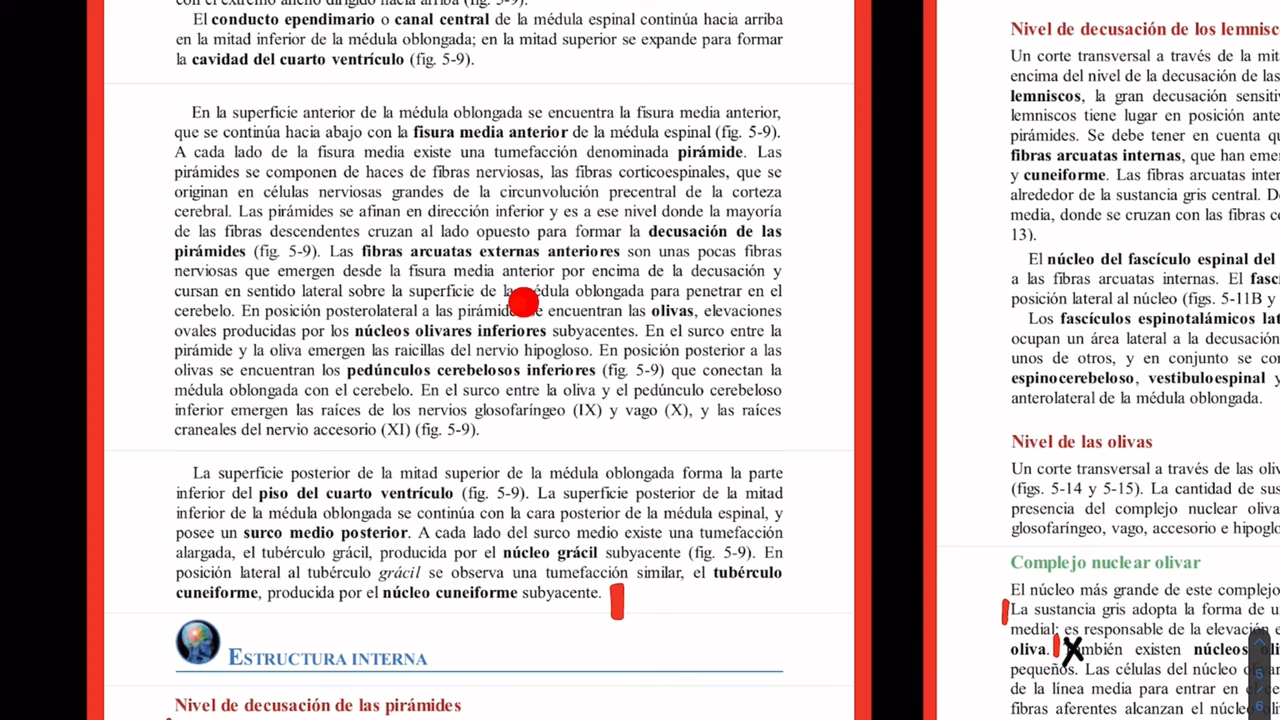 El conducto ependimario o canal central de la médula espinal continúa hacia arriba
en la mitad inferior de la médula oblongada; en la mitad superior se expande para formar
la cavidad del cuarto ventrículo (fig. 5-9).
En la superficie anterior de la médula oblongada se encuentra la fisura media anterior,
que se continúa hacia abajo con la fisura media anterior de la médula espinal (fig. 5-9).
A cada lado de la fisura media existe una tumefacción denominada pirámide. Las
pirámides se componen de haces de fibras nerviosas, las fibras corticoespinales, que se
originan en células nerviosas grandes de la circunvolución precentral de la corteza
cerebral. Las pirámides se afinan en dirección inferior y es a ese nivel donde la mayoría
de las fibras descendentes cruzan al lado opuesto para formar la decusación de las
pirámides (fig. 5-9). Las fibras arcuatas externas anteriores son unas pocas fibras
nerviosas que emergen desde la fisura media anterior por encima de la decusación y
cursan en sentido lateral sobre la superficie de la médula oblongada para penetrar en el
cerebelo. En posición posterolateral a las encuentran las olivas, elevaciones
ovales producidas por los núcleos olivares inferiores subyacentes. En el surco entre la
pirámide y la oliva emergen las raicillas del nervio hipogloso. En posición posterior a las
olivas se encuentran los pedúnculos cerebelosos inferiores (fig. 5-9) que conectan la
médula oblongada con el cerebelo. En el surco entre la oliva y el pedúnculo cerebeloso
inferior emergen las raíces de los nervios glosofaríngeo (IX) y vago (X), y las raíces
craneales del nervio accesorio (XI) (fig. 5-9).
La superficie posterior de la mitad superior de la médula oblongada forma la parte
inferior del piso del cuarto ventrículo (fig. 5-9). La superficie posterior de la mitad
inferior de la médula oblongada se continúa con la cara posterior de la médula espinal, y
posee un surco medio posterior. A cada lado del surco medio existe una tumefacción
alargada, el tubérculo grácil, producida por el núcleo grácil subyacente (fig. 5-9). En
posición lateral al tubérculo grácil se observa una tumefacción similar, el tubérculo
cuneiforme, producida por el núcleo cuneiforme subyacente.
ESTRUCTURA INTERNA
Nivel de decusación de las pirámides
Nivel de decusación de los
Un corte transversal a través de la
encima del nivel de la decusación de las
lemniscos, la gran decusación
lemniscos tiene lugar en posición
pirámides. Se debe tener en cuenta
fibras arcuatas internas, que han
y cuneiforme. Las fibras arcuatas
alrededor de la sustancia gris central.
media, donde se cruzan con las fibras
13).
El núcleo del fascículo espinal del
a las fibras arcuatas internas. El
posición lateral al núcleo (figs. 5-11B y
Los fascículos espinotalámicos
ocupan un área lateral a la decusación
unos de otros, y en conjunto se
espinocerebeloso, vestibuloespinal y
anterolateral de la médula oblongada.
Nivel de las olivas
Un corte transversal a través de las
(figs. 5-14 y 5-15). La cantidad de
presencia del complejo nuclear
glosofaríngeo, vago, accesorio e
Complejo nuclear olivar
El núcleo más grande de este complejo
La sustancia gris adopta la forma de
medial; es responsable de la elevación
oliva. existen núcleos
pequeños. Las células del núcleo
de la línea media para entrar en
fibras aferentes alcanzan el
5
6